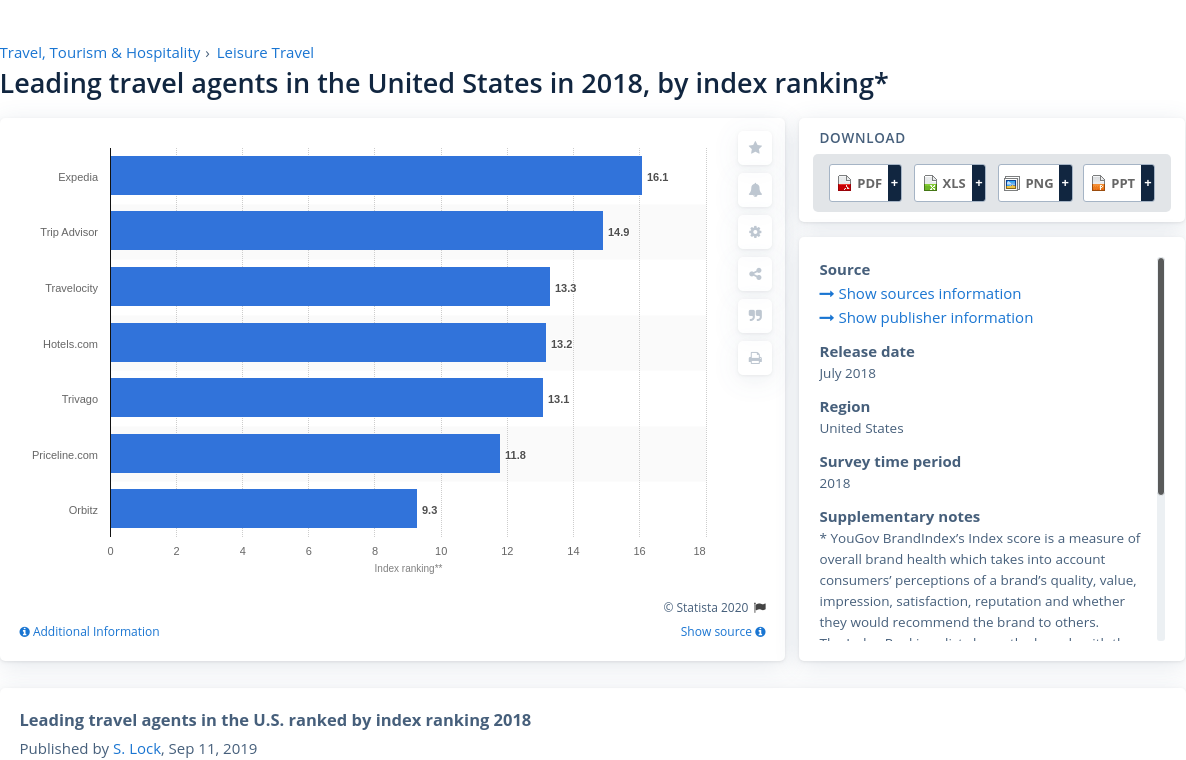 Travel, Tourism & Hospitality › Leisure Travel
Leading travel agents in the United States in 2018, by index ranking*
Expedia 16.1
Trip Advisor 14.9
Travelocity 13.3
Hotels.com 13.2
Trivago 13.1
Priceline.com 11.8
Orbitz 9.3
0 2 4 6 8 10 12 14 16 18
Index ranking**
© Statista 2020
Additional Information
Show source
DOWNLOAD
PDF + XLS + PNG + PPT +
Source
Show sources information
Show publisher information
Release date
July 2018
Region
United States
Survey time period
2018
Supplementary notes
* YouGov BrandIndex’s Index score is a measure of
overall brand health which takes into account
consumers’ perceptions of a brand’s quality, value,
impression, satisfaction, reputation and whether
they would recommend the brand to others.
Leading travel agents in the U.S. ranked by index ranking 2018
Published by S. Lock, Sep 11, 2019